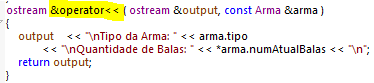 ostream &operator<< ( ostream &output, const Arma &arma )
{
output << "\nTipo da Arma: " << arma.tipo
<< "\nQuantidade de Balas: " << *arma.numAtualBalas << "\n";
return output;
}